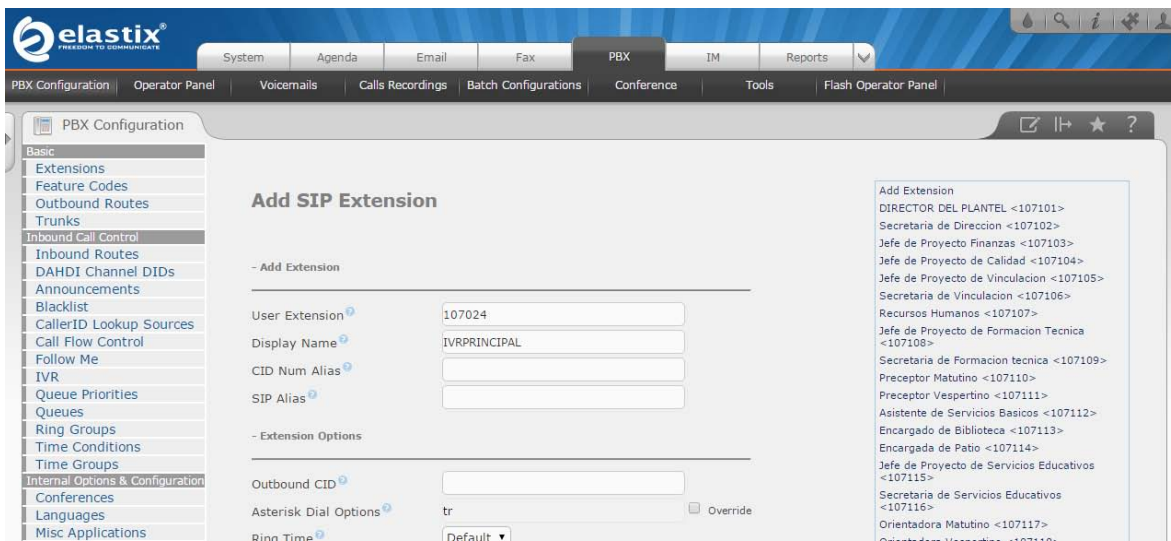 elastix®
FREEDOM TO COMMUNICATE
System Agenda Email Fax PBX IM Reports
PBX Configuration Operator Panel Voicemails Calls Recordings Batch Configurations Conference Tools Flash Operator Panel
PBX Configuration
Basic
Extensions
Feature Codes
Outbound Routes
Trunks
Inbound Call Control
Inbound Routes
DAHDI Channel DIDs
Announcements
Blacklist
CallerID Lookup Sources
Call Flow Control
Follow Me
IVR
Queue Priorities
Queues
Ring Groups
Time Conditions
Time Groups
Internal Options & Configuration
Conferences
Languages
Misc Applications
Add SIP Extension
- Add Extension
User Extension 107024
Display Name IVRPRINCIPAL
CID Num Alias
SIP Alias
- Extension Options
Outbound CID
Asterisk Dial Options tr Override
Ring Time Default
Add Extension
DIRECTOR DEL PLANTEL <107101>
Secretaria de Direccion <107102>
Jefe de Proyecto Finanzas <107103>
Jefe de Proyecto de Calidad <107104>
Jefe de Proyecto de Vinculacion <107105>
Secretaria de Vinculacion <107106>
Recursos Humanos <107107>
Jefe de Proyecto de Formacion Tecnica
<107108>
Secretaria de Formacion tecnica <107109>
Preceptor Matutino <107110>
Preceptor Vespertino <107111>
Asistente de Servicios Basicos <107112>
Encargado de Biblioteca <107113>
Encargada de Patio <107114>
Jefe de Proyecto de Servicios Educativos
<107115>
Secretaria de Servicios Educativos
<107116>
Orientadora Matutino <107117>